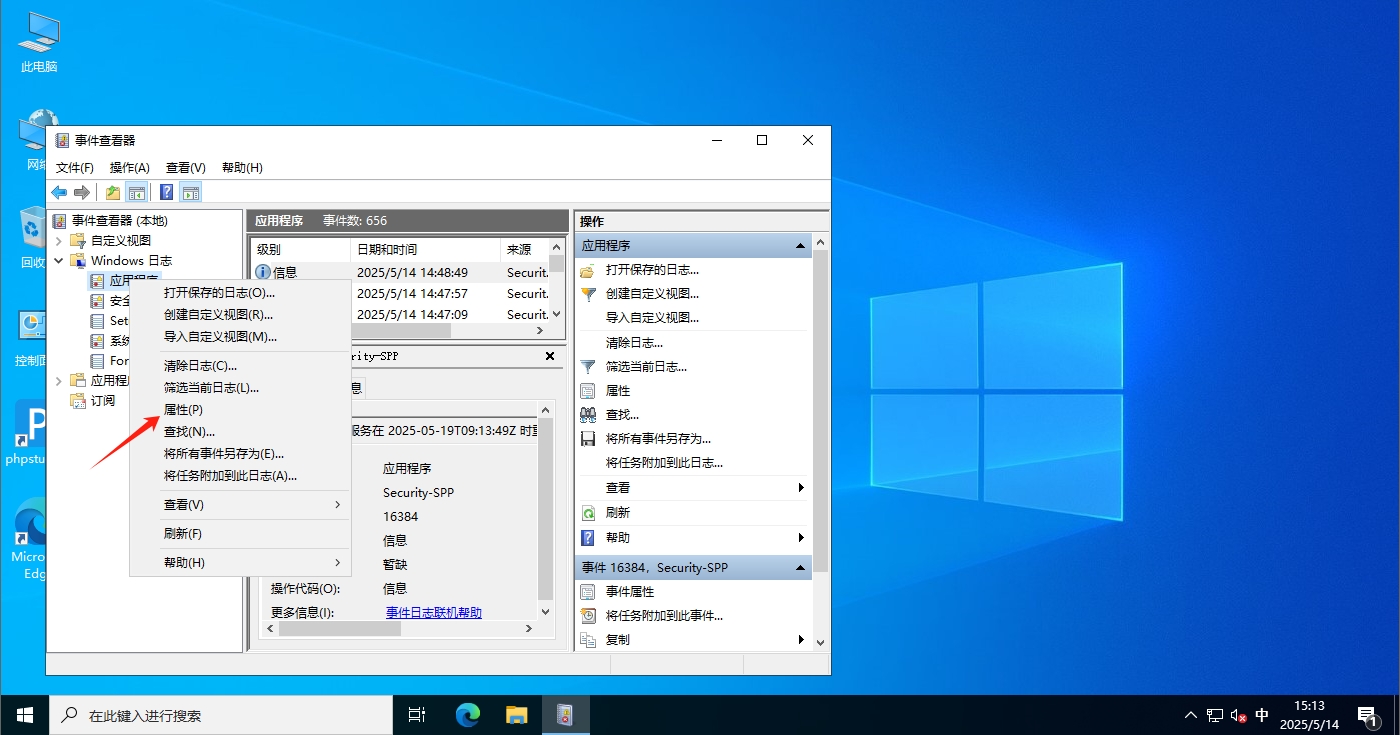 此电脑
网络
回收
控制面
phpstu
Micro
Edg
事件查看器
文件(F) 操作(A) 查看(V) 帮助(H)
事件查看器 (本地)
自定义视图
Windows 日志
应用程序
安全
Set
系统
For
应用程
订阅
应用程序 事件数: 656
级别 日期和时间 来源
信息 2025/5/14 14:48:49 Securit.
2025/5/14 14:47:57 Securit.
2025/5/14 14:47:09 Securit.
打开保存的日志(O)...
创建自定义视图(R)...
导入自定义视图(M)...
清除日志(C)...
筛选当前日志(L)...
属性(P)
查找(N)...
将所有事件另存为(E)...
将任务附加到此日志(A)...
查看(V)
刷新(F)
帮助(H)
rity-SPP
息
服务在 2025-05-19T09:13:49Z 时重
应用程序
Security-SPP
16384
信息
暂缺
操作代码(O): 信息
更多信息(I): 事件日志联机帮助
操作
应用程序
打开保存的日志...
创建自定义视图...
导入自定义视图...
清除日志...
筛选当前日志...
属性
查找...
将所有事件另存为...
将任务附加到此日志...
查看
刷新
帮助
事件 16384，Security-SPP
事件属性
将任务附加到此事件...
复制
在此键入进行搜索
中
15:13
2025/5/14
1